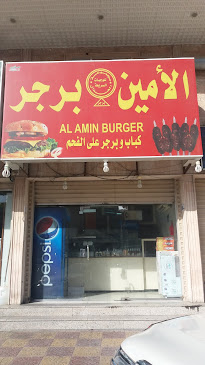 الأمين برجر
AL AMIN BURGER
كباب وبرجر على الفحم
pepsi